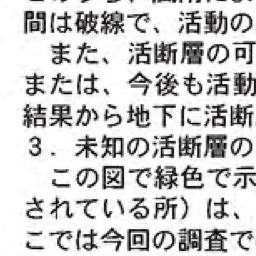 間は破線で、活動の
また、活断層の可
または、今後も活動
結果から地下に活断
３．未知の活断層の
この図で緑色で示
されている所）は、
こでは今回の調査で